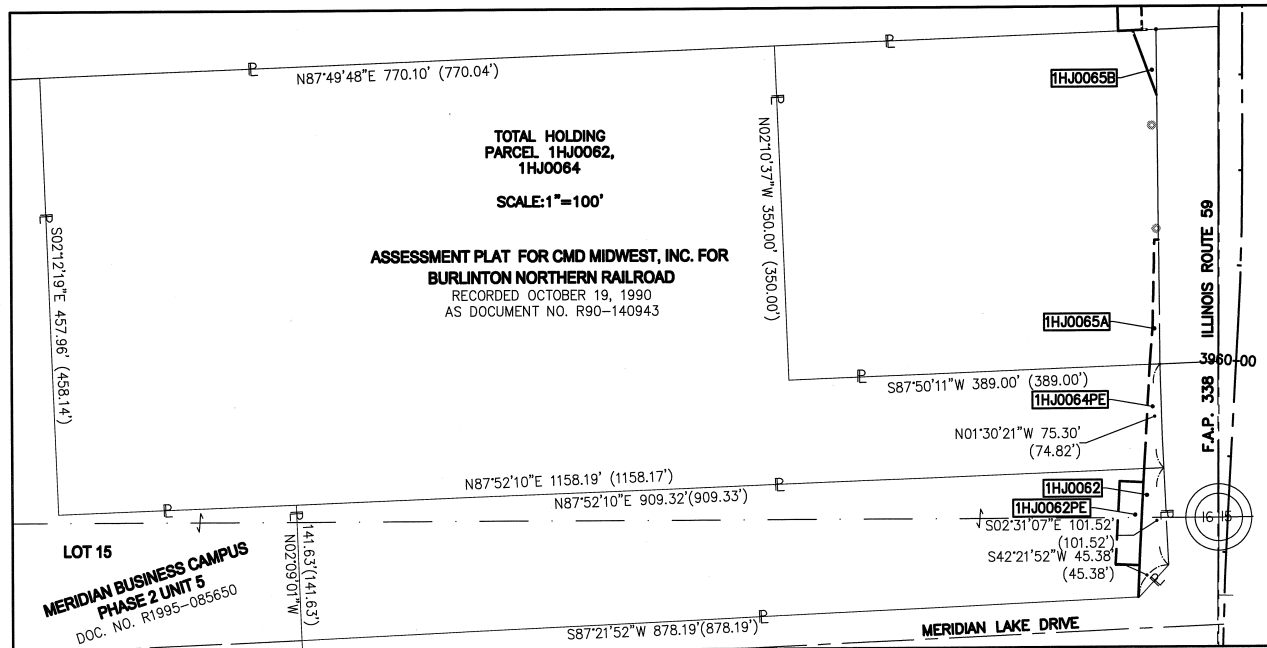 N87°49'48"E 770.10' (770.04')
1HJ0065B
TOTAL HOLDING
PARCEL 1HJ0062,
1HJ0064
SCALE:1"=100'
N02°10'37"W 350.00' (350.00')
S02°12'19"E 457.96' (458.14')
ASSESSMENT PLAT FOR CMD MIDWEST, INC. FOR
BURLINTON NORTHERN RAILROAD
RECORDED OCTOBER 19, 1990
AS DOCUMENT NO. R90-140943
F.A.P. 338 ILLINOIS ROUTE 59
1HJ0065A
3960+00
S87°50'11"W 389.00' (389.00')
1HJ0064PE
N01°30'21"W 75.30'
(74.82')
N87°52'10"E 1158.19' (1158.17')
N87°52'10"E 909.32'(909.33')
1HJ0062
1HJ0062PE
S02°31'07"E 101.52'
(101.52')
16 15
S42°21'52"W 45.38'
(45.38')
LOT 15
MERIDIAN BUSINESS CAMPUS
PHASE 2 UNIT 5
DOC. NO. R1995-085650
141.63'(141.63')
N02°09'01"W
S87°21'52"W 878.19'(878.19')
MERIDIAN LAKE DRIVE